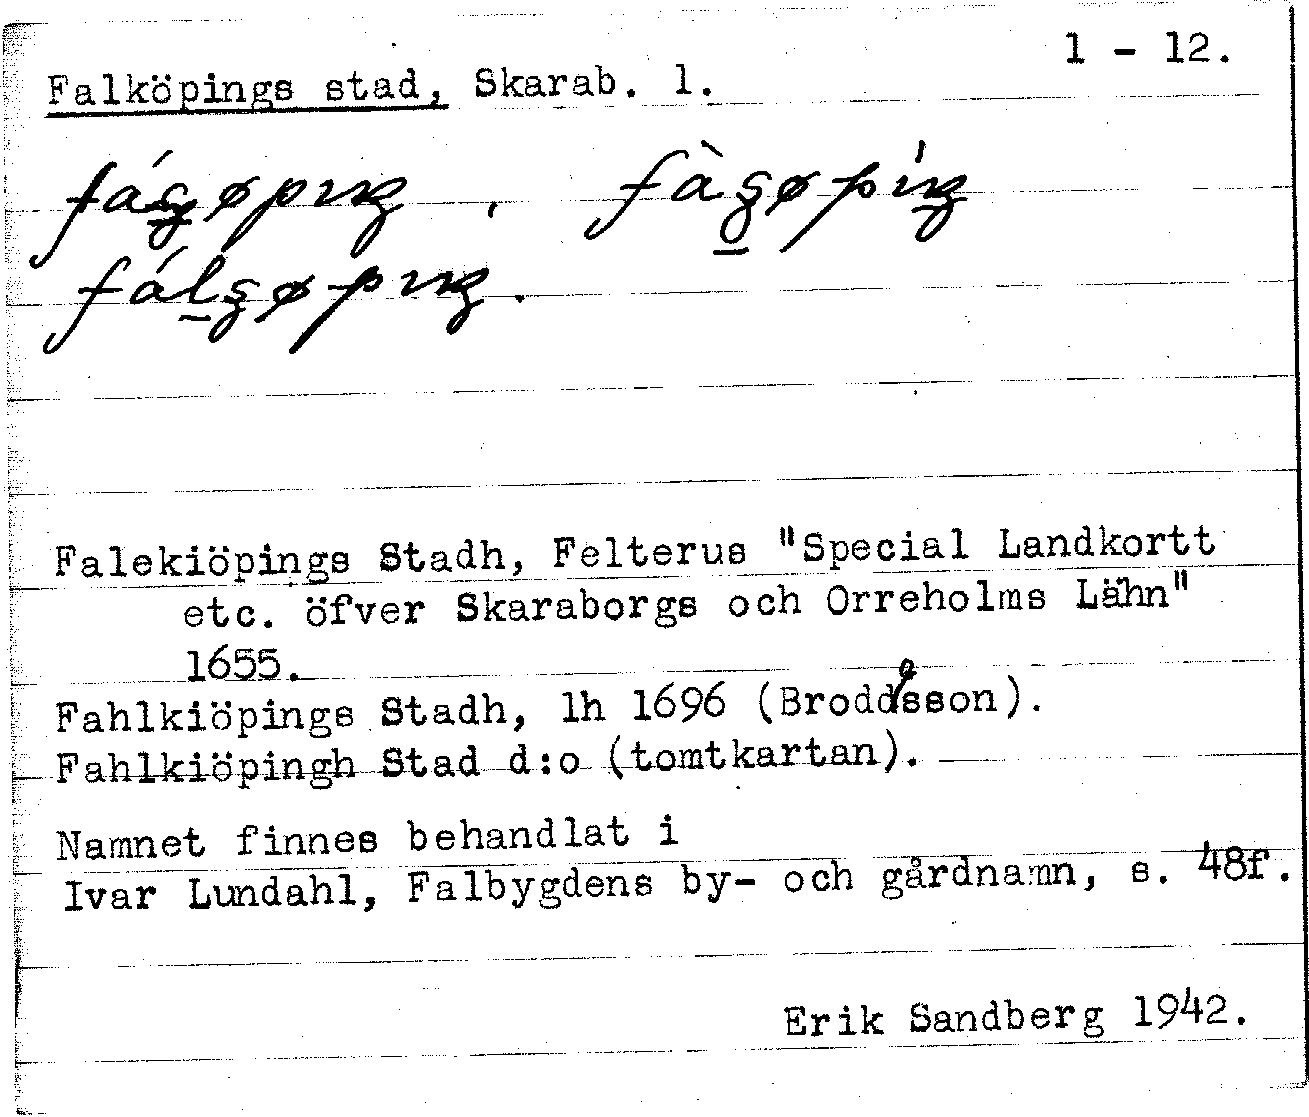 1 - 12.
Falköpings stad, Skarab. l.
Falekiöpings Stadh, Felterus "Special Landkortt
etc. öfver Skaraborgs och Orreholms Lähn"
1655.
Fahlkiöpings Stadh, lh 1696 (Broddesson).
Fahlkiöpingh Stad d:o (tomtkartan).
Namnet finnes behandlat i
Ivar Lundahl, Falbygdens by- och gårdnamn, s. 48f.
Erik Sandberg 1942.